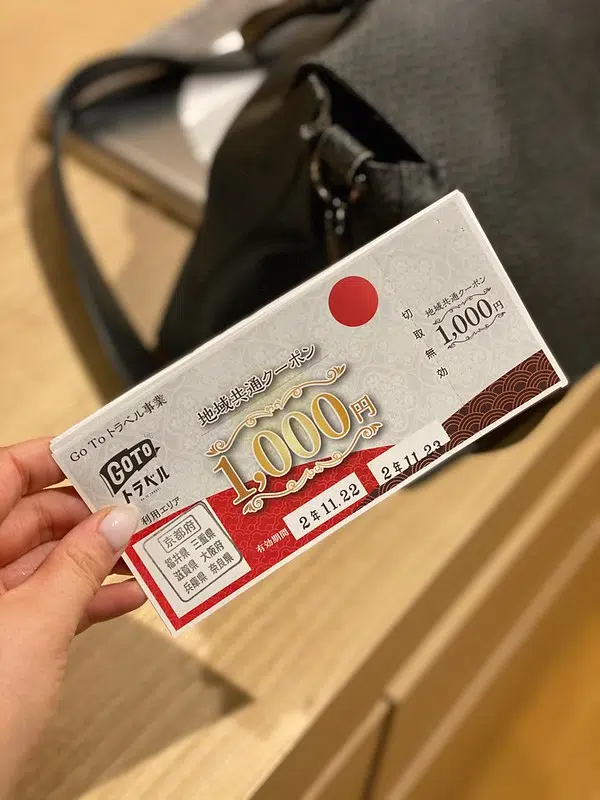 Go To トラベル事業
GOTO
トラベル
地域共通クーポン
1,000円
利用エリア
京都府
福井県 三重県
滋賀県 大阪府
兵庫県 奈良県
有効期間
2年11.22
2年11.23
切取無効
地域共通クーポン
1,000円